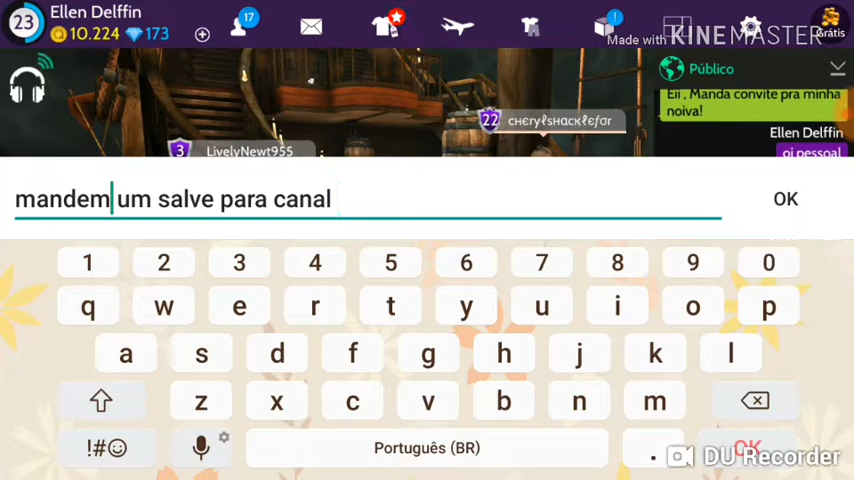 23
Ellen Delffin
10.224
173
17
!
Made with KINEMASTER
Grátis
Público
Eii , Manda convite pra minha
noiva!
Ellen Delffin
oi pessoal
22
cнєryℓsнαcкℓєƒσr
3
LivelyNewt955
mandem um salve para canal
OK
1 2 3 4 5 6 7 8 9 0
q w e r t y u i o p
a s d f g h j k l
z x c v b n m
!#☺
Português (BR)
.
OK
DU Recorder